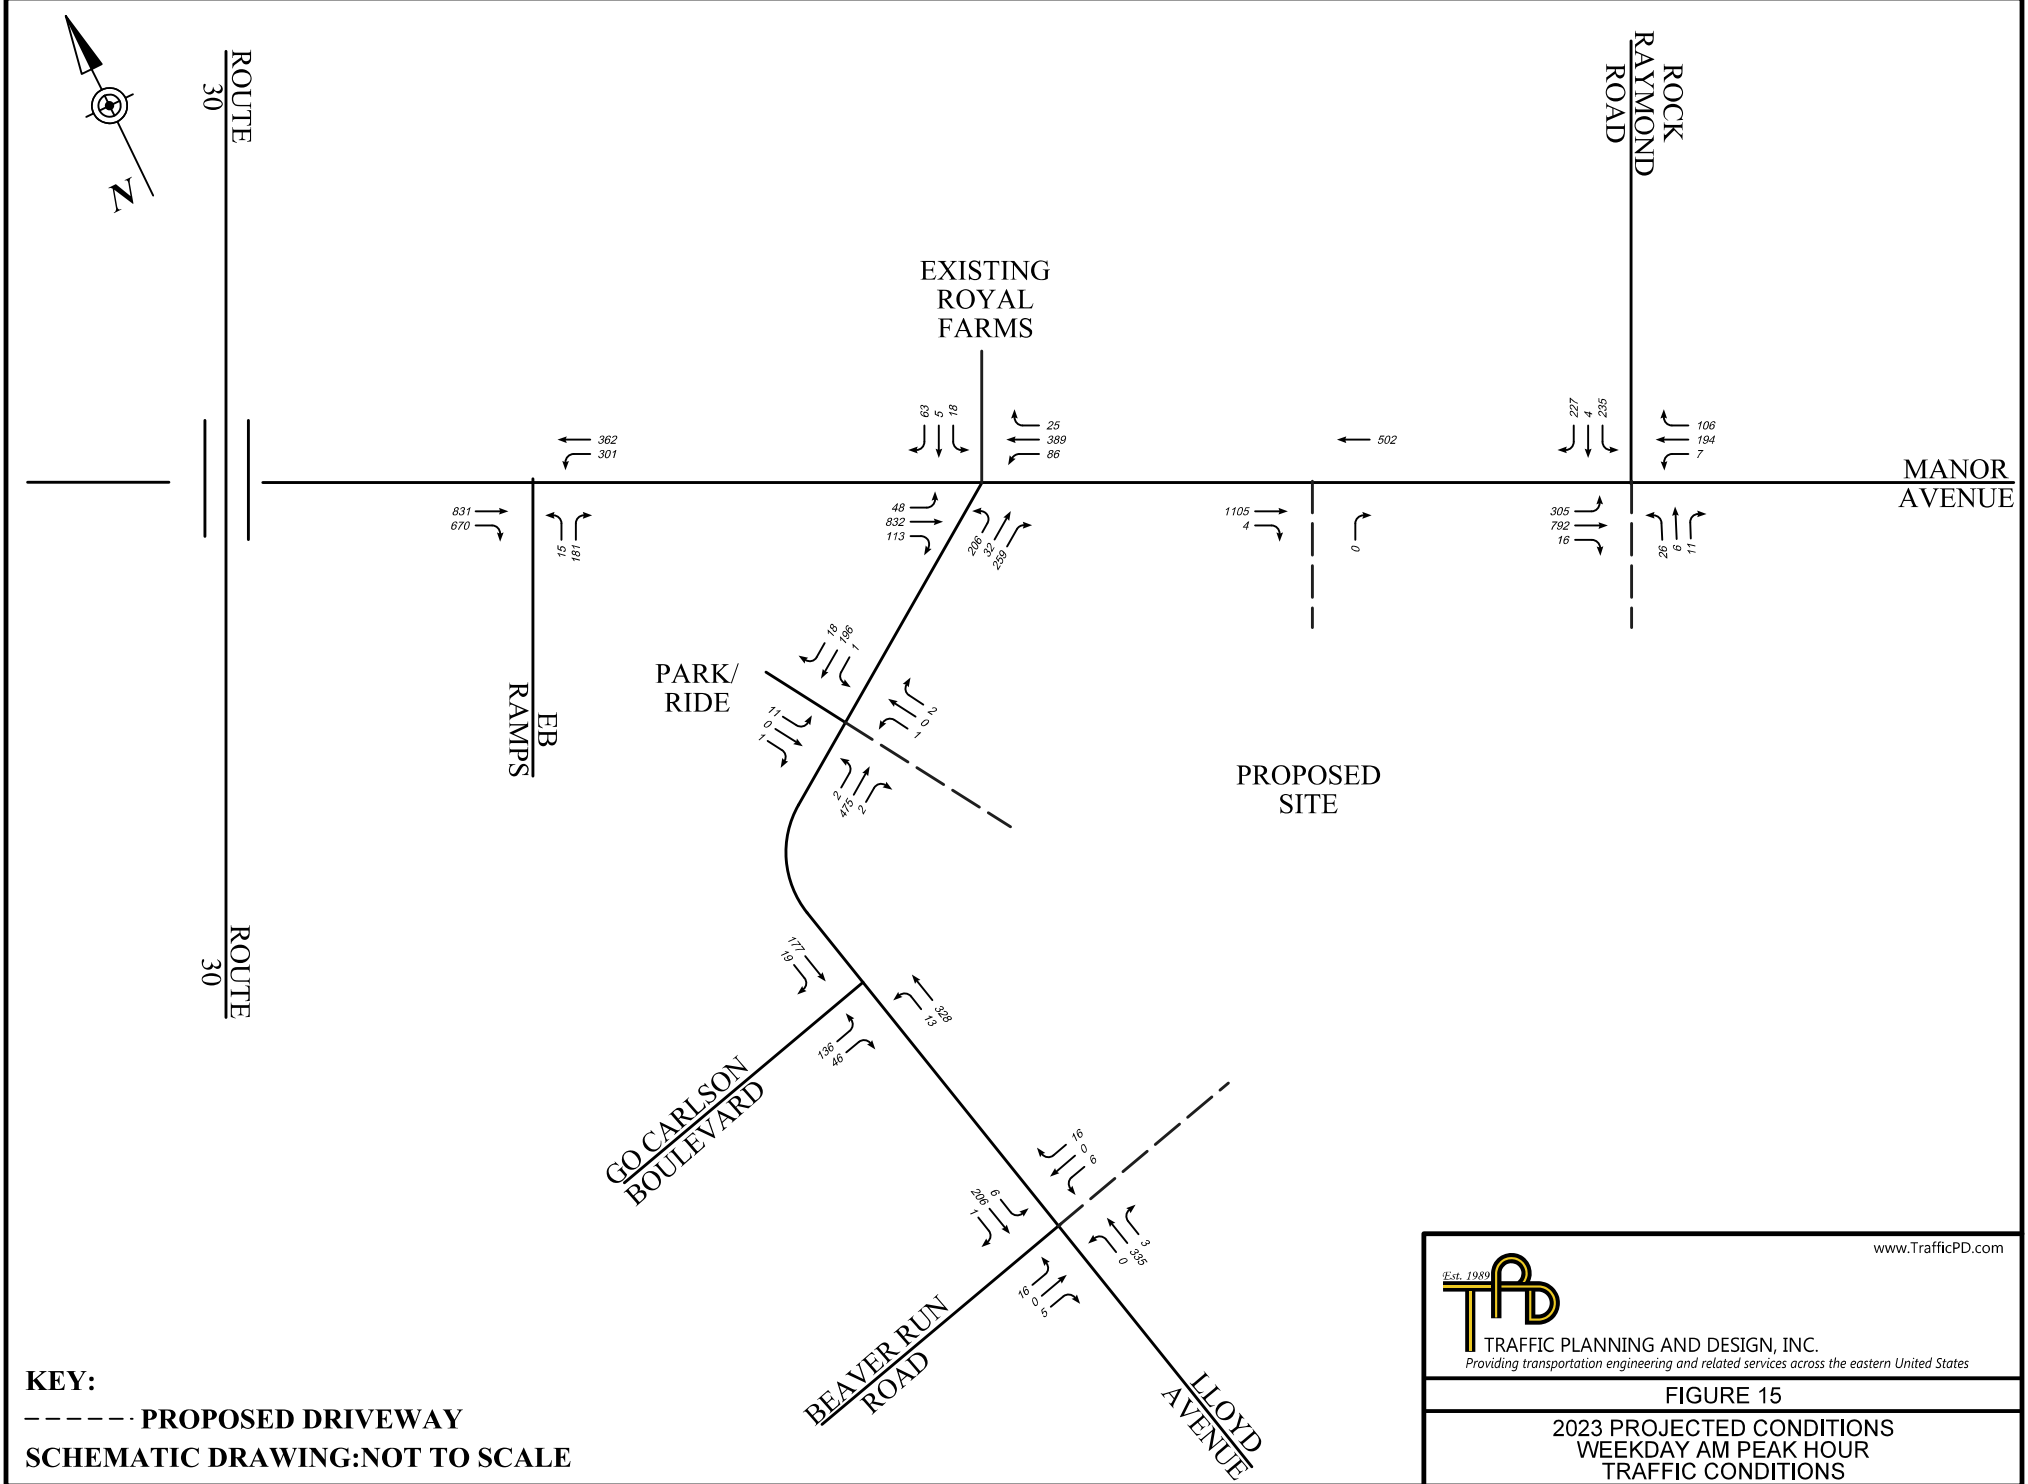 N
ROUTE
30
ROCK
RAYMOND
ROAD
EXISTING
ROYAL
FARMS
362
301
831
670
15
181
63
5
18
25
389
86
48
832
113
206
32
259
502
1105
4
0
227
4
235
106
194
7
305
792
16
26
6
11
MANOR
AVENUE
EB
RAMPS
PARK/
RIDE
18
196
1
11
0
1
2
0
1
2
475
2
PROPOSED
SITE
ROUTE
30
177
19
328
13
136
46
GO CARLSON
BOULEVARD
16
0
6
6
206
1
3
335
0
16
0
5
BEAVER RUN
ROAD
LLOYD
AVENUE
KEY:
PROPOSED DRIVEWAY
SCHEMATIC DRAWING:NOT TO SCALE
www.TrafficPD.com
Est. 1989
TPD
TRAFFIC PLANNING AND DESIGN, INC.
Providing transportation engineering and related services across the eastern United States
FIGURE 15
2023 PROJECTED CONDITIONS
WEEKDAY AM PEAK HOUR
TRAFFIC CONDITIONS